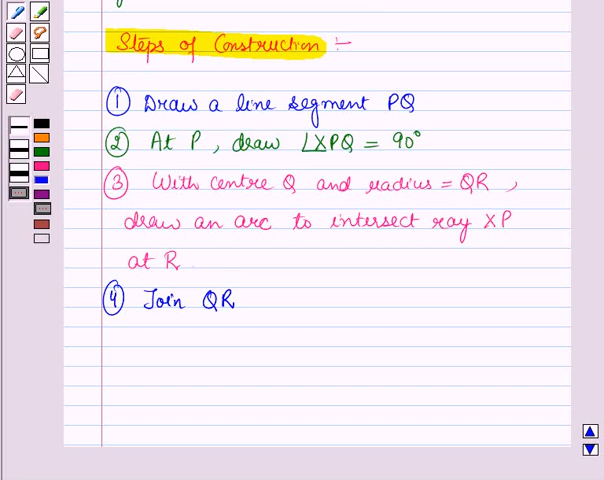 Steps of Construction :-
① Draw a line segment PQ
② At P, draw ∠XPQ = 90°
③ With centre Q and radius = QR,
draw an arc to intersect ray XP
at R
④ Join QR